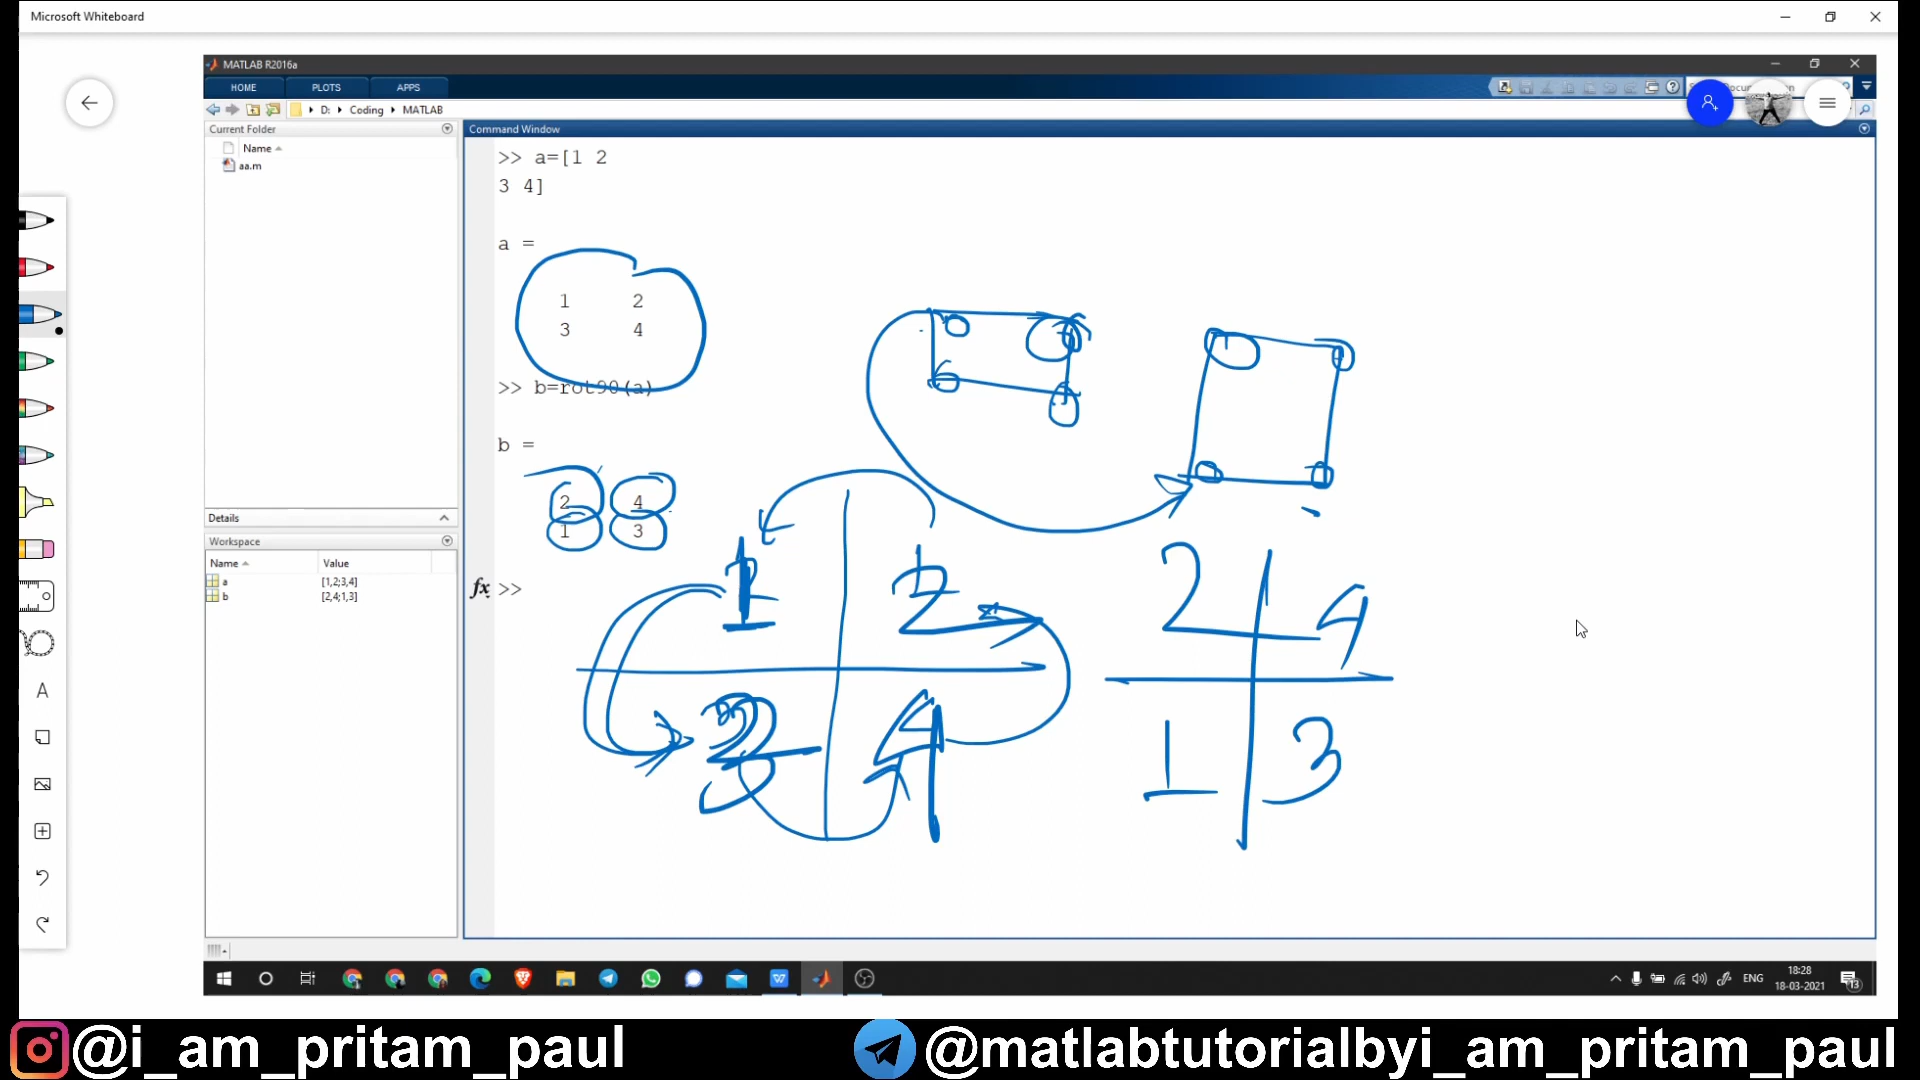 Microsoft Whiteboard
MATLAB R2016a
HOME PLOTS APPS
D: Coding MATLAB
Current Folder
Command Window
Name
aa.m
>> a=[1 2
3 4]
a =
1 2
3 4
>> b=rot90(a)
b =
2 4
1 3
fx >>
Details
Workspace
Name Value
a [1,2;3,4]
b [2,4;1,3]
A
1 2
3 4
2 4
1 3
ENG
18:28
18-03-2021
13
@i_am_pritam_paul
@matlabtutorialbyi_am_pritam_paul